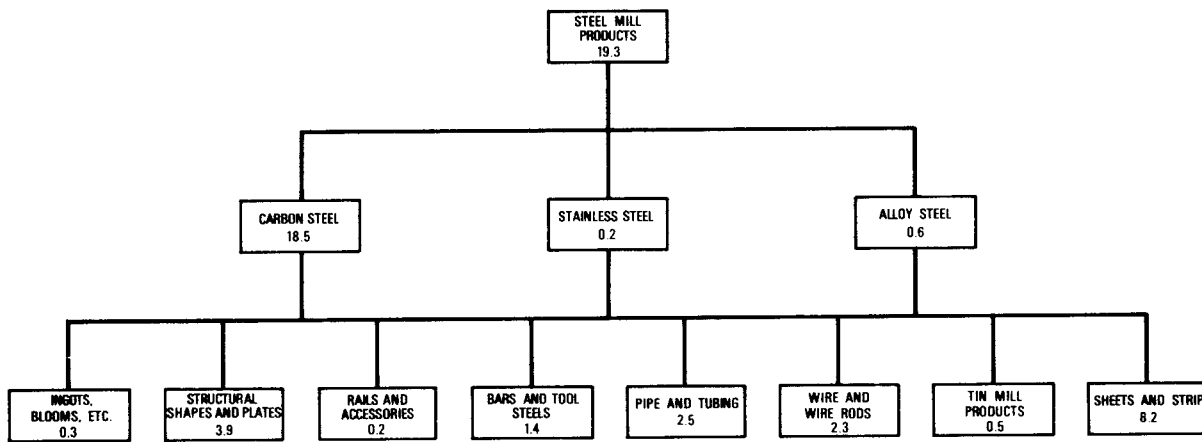 STEEL MILL
PRODUCTS
19.3
CARBON STEEL
18.5
STAINLESS STEEL
0.2
ALLOY STEEL
0.6
INGOTS,
BLOOMS, ETC.
0.3
STRUCTURAL
SHAPES AND PLATES
3.9
RAILS AND
ACCESSORIES
0.2
BARS AND TOOL
STEELS
1.4
PIPE AND TUBING
2.5
WIRE AND
WIRE RODS
2.3
TIN MILL
PRODUCTS
0.5
SHEETS AND STRIP
8.2